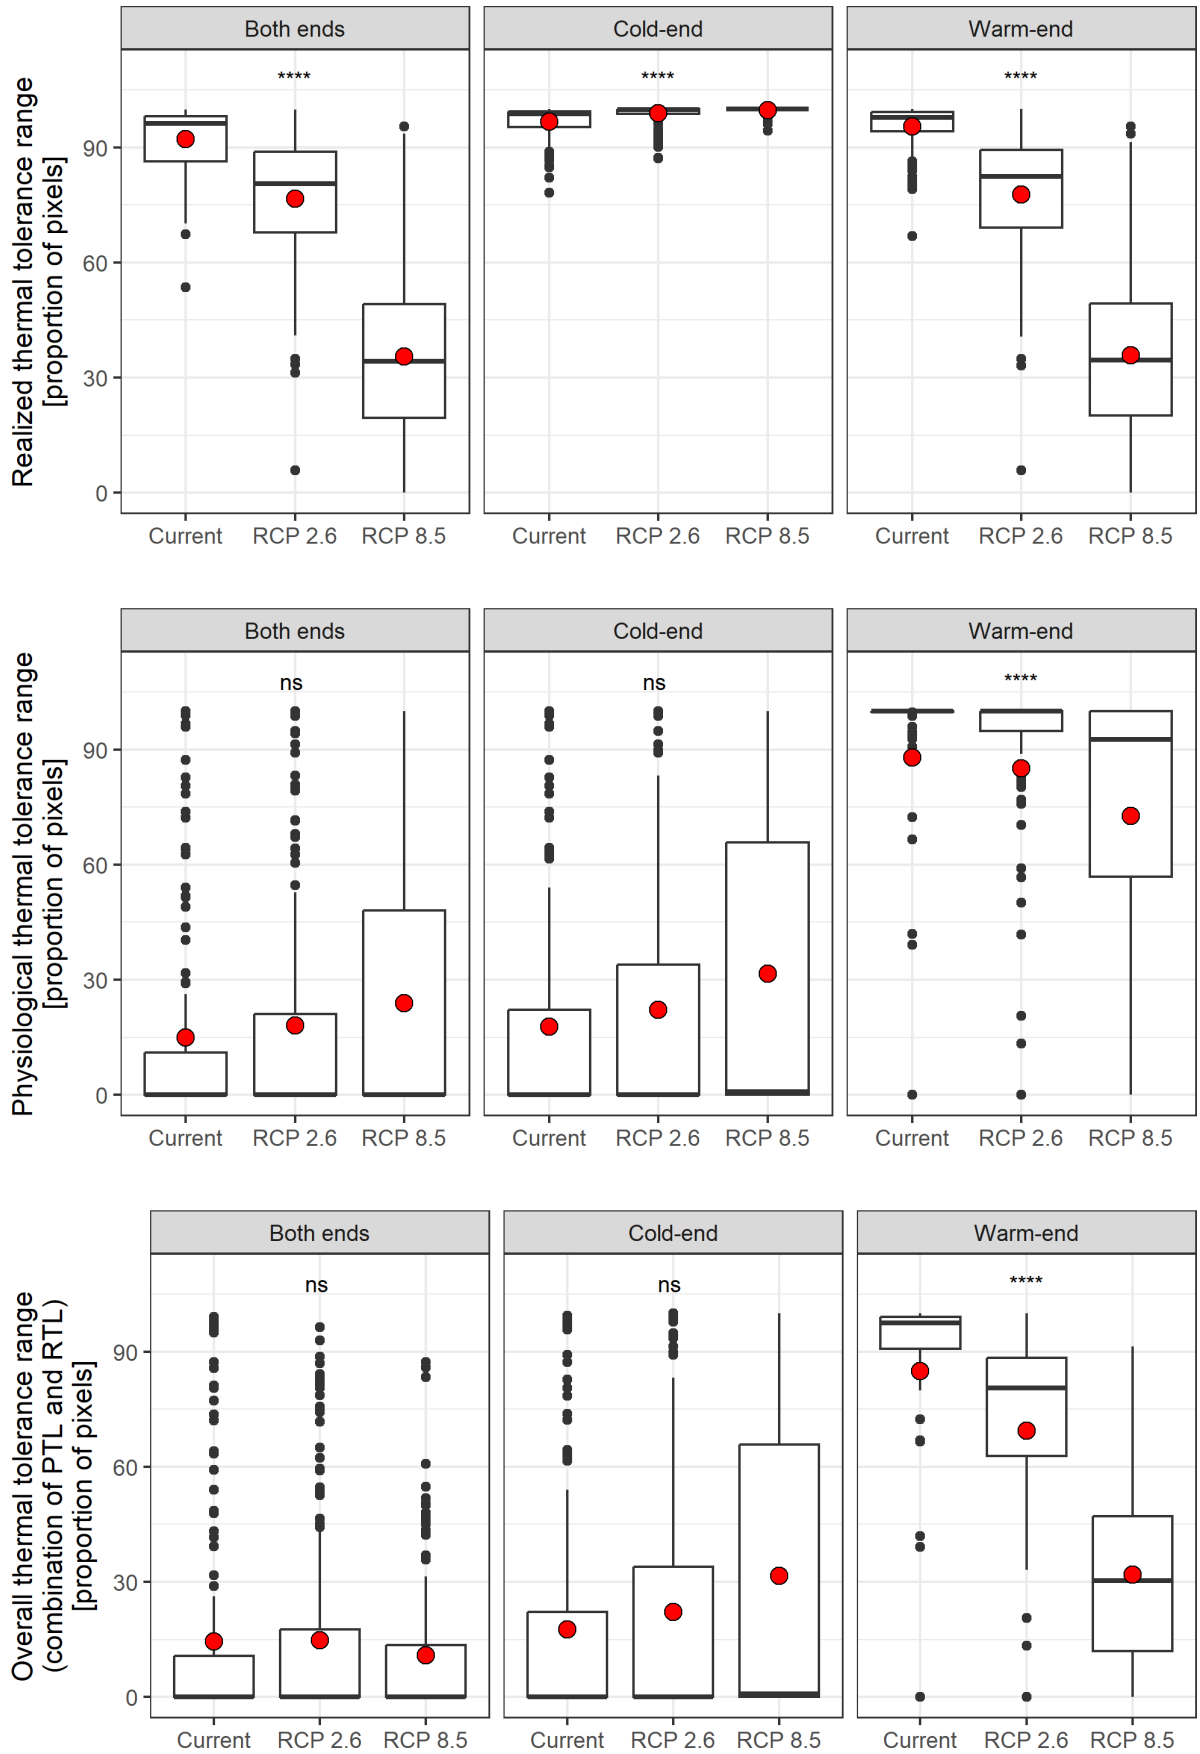 Both ends
Cold-end
Warm-end
Realized thermal tolerance range
[proportion of pixels]
****
****
****
90
60
30
0
Current
RCP 2.6
RCP 8.5
Current
RCP 2.6
RCP 8.5
Current
RCP 2.6
RCP 8.5
Both ends
Cold-end
Warm-end
Physiological thermal tolerance range
[proportion of pixels]
ns
ns
****
90
60
30
0
Current
RCP 2.6
RCP 8.5
Current
RCP 2.6
RCP 8.5
Current
RCP 2.6
RCP 8.5
Both ends
Cold-end
Warm-end
Overall thermal tolerance range
(combination of PTL and RTL)
[proportion of pixels]
ns
ns
****
90
60
30
0
Current
RCP 2.6
RCP 8.5
Current
RCP 2.6
RCP 8.5
Current
RCP 2.6
RCP 8.5